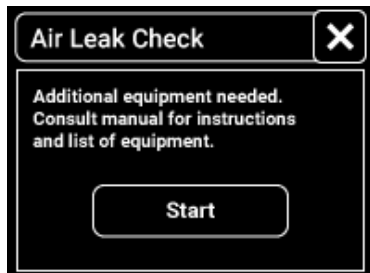 Air Leak Check
Additional equipment needed.
Consult manual for instructions
and list of equipment.
Start